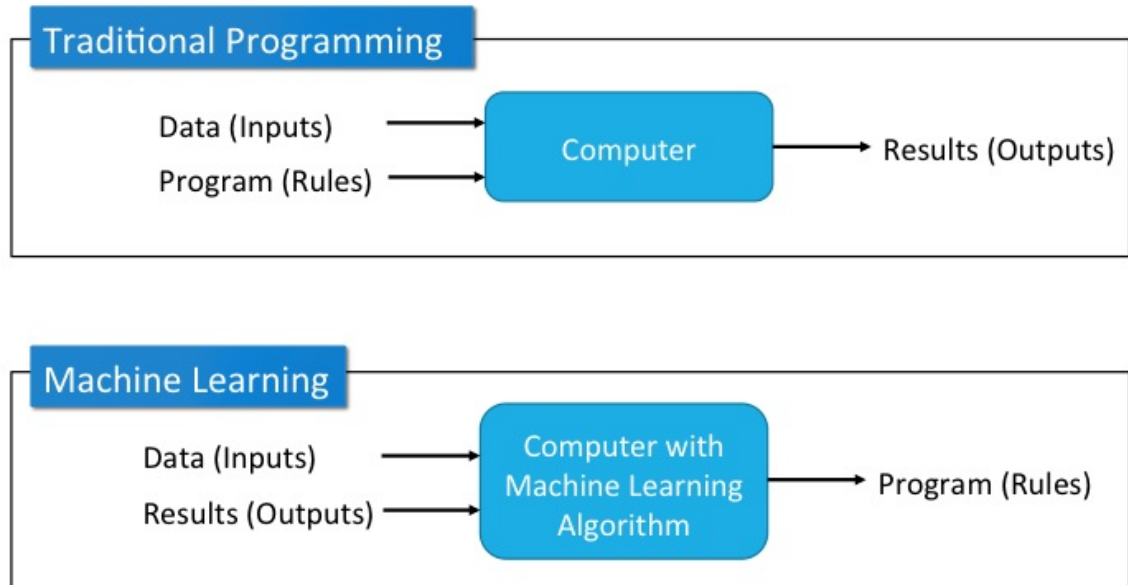 Traditional Programming
Data (Inputs)
Program (Rules)
Computer
Results (Outputs)
Machine Learning
Data (Inputs)
Results (Outputs)
Computer with
Machine Learning
Algorithm
Program (Rules)